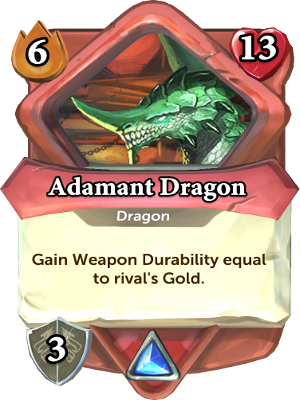 6
13
Adamant Dragon
Dragon
Gain Weapon Durability equal
to rival's Gold.
3